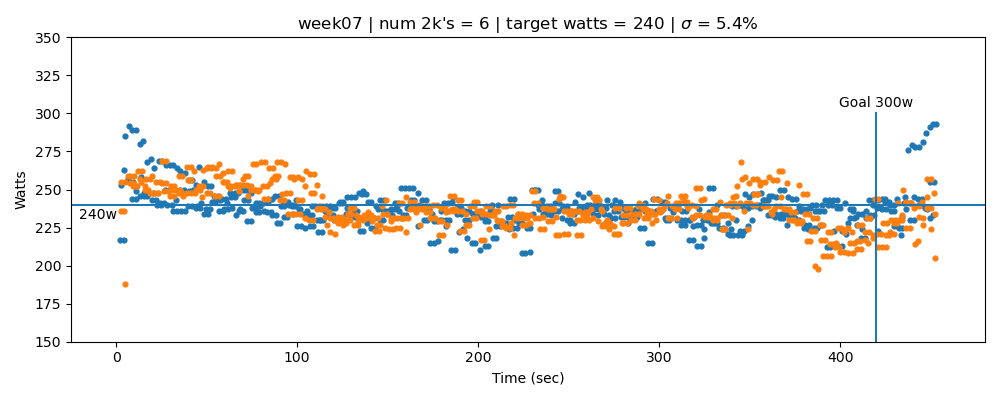 week07 | num 2k's = 6 | target watts = 240 | σ = 5.4%
350
325
300
275
250
225
200
175
150
Watts
Goal 300w
240w
0 100 200 300 400
Time (sec)